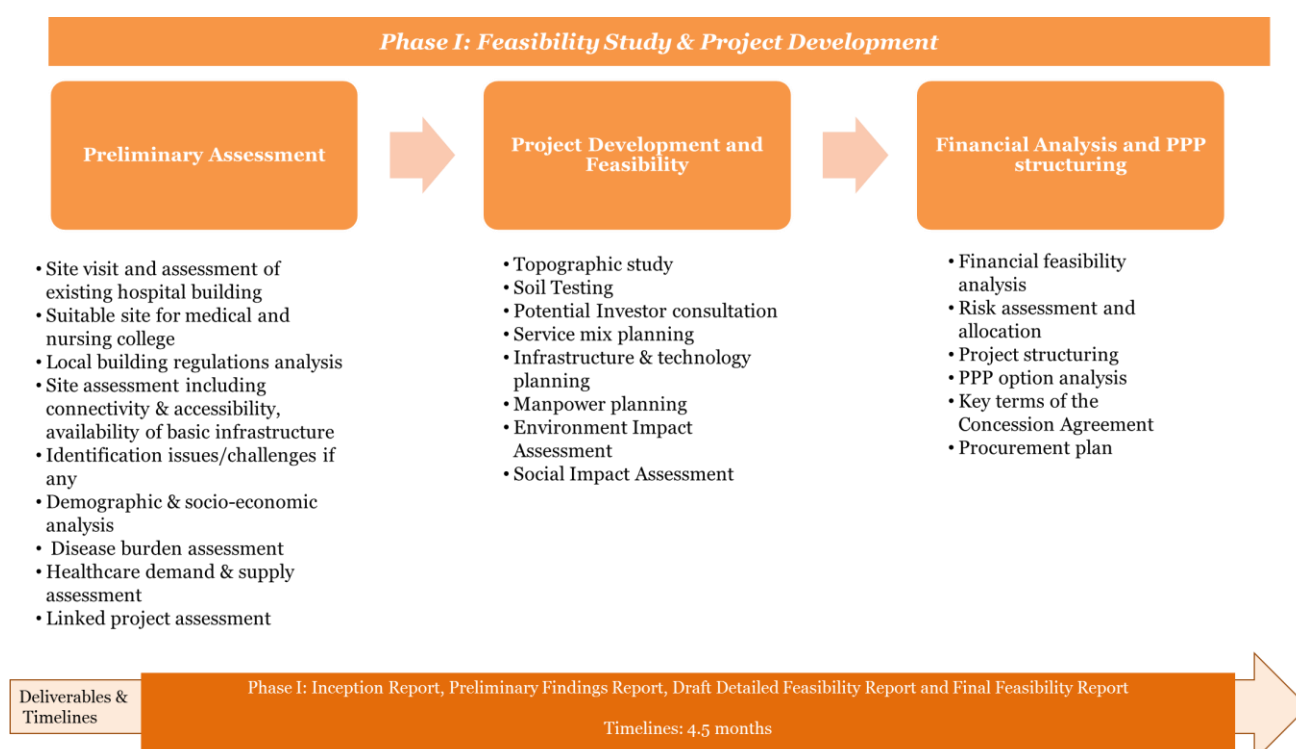 Phase I: Feasibility Study & Project Development
Preliminary Assessment
• Site visit and assessment of
existing hospital building
• Suitable site for medical and
nursing college
• Local building regulations analysis
• Site assessment including
connectivity & accessibility,
availability of basic infrastructure
• Identification issues/challenges if
any
• Demographic & socio-economic
analysis
• Disease burden assessment
• Healthcare demand & supply
assessment
• Linked project assessment
Project Development and
Feasibility
• Topographic study
• Soil Testing
• Potential Investor consultation
• Service mix planning
• Infrastructure & technology
planning
• Manpower planning
• Environment Impact
Assessment
• Social Impact Assessment
Financial Analysis and PPP
structuring
• Financial feasibility
analysis
• Risk assessment and
allocation
• Project structuring
• PPP option analysis
• Key terms of the
Concession Agreement
• Procurement plan
Deliverables &
Timelines
Phase I: Inception Report, Preliminary Findings Report, Draft Detailed Feasibility Report and Final Feasibility Report
Timelines: 4.5 months